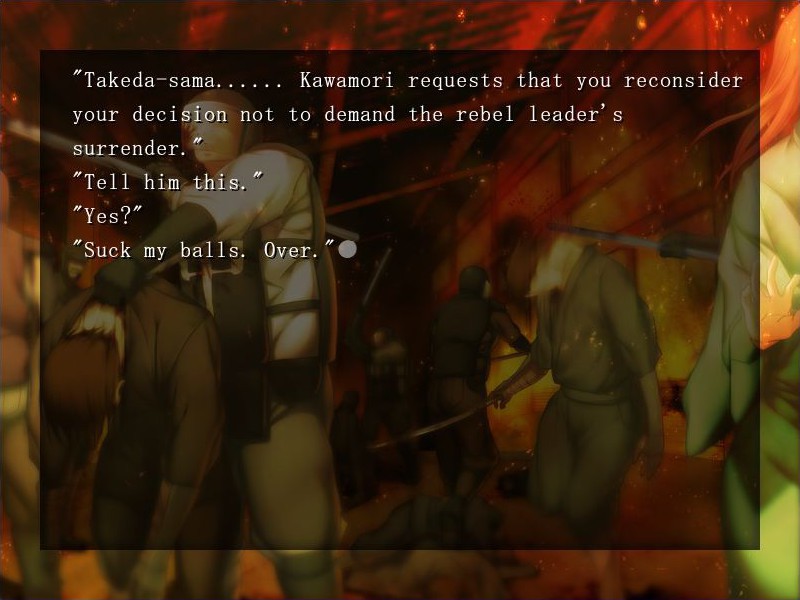 "Takeda-sama...... Kawamori requests that you reconsider
your decision not to demand the rebel leader's
surrender."
"Tell him this."
"Yes?"
"Suck my balls. Over."